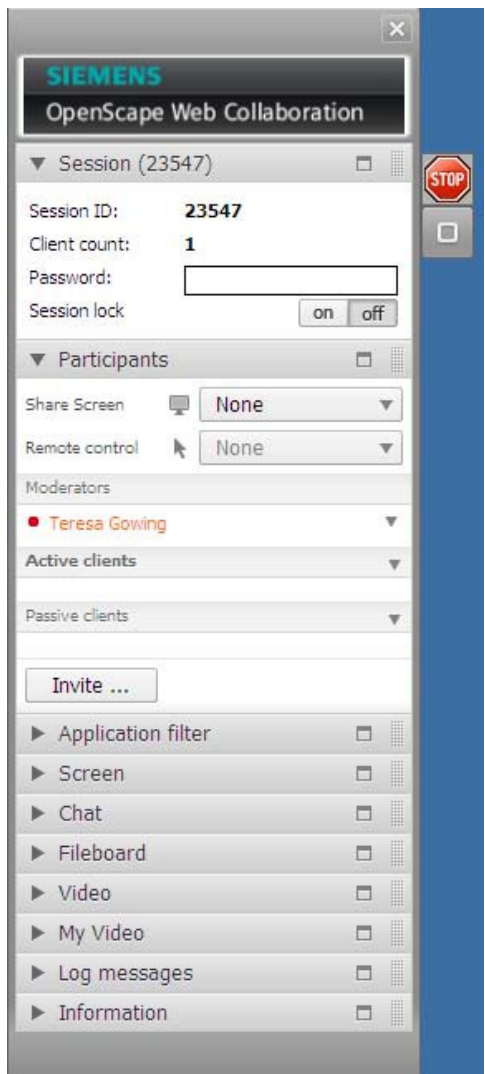 SIEMENS
OpenScape Web Collaboration
Session (23547)
STOP
Session ID: 23547
Client count: 1
Password:
Session lock on off
Participants
Share Screen None
Remote control None
Moderators
Teresa Gowing
Active clients
Passive clients
Invite ...
Application filter
Screen
Chat
Fileboard
Video
My Video
Log messages
Information